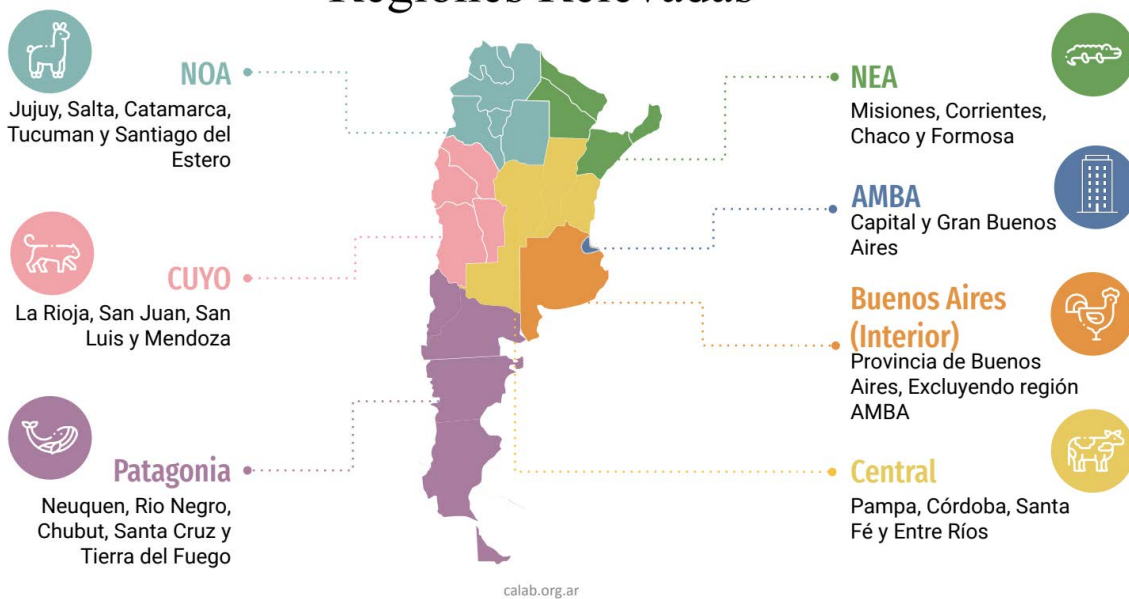 Regiones Relevadas
NOA
Jujuy, Salta, Catamarca,
Tucuman y Santiago del
Estero
CUYO
La Rioja, San Juan, San
Luis y Mendoza
Patagonia
Neuquen, Rio Negro,
Chubut, Santa Cruz y
Tierra del Fuego
NEA
Misiones, Corrientes,
Chaco y Formosa
AMBA
Capital y Gran Buenos
Aires
Buenos Aires
(Interior)
Provincia de Buenos
Aires, Excluyendo región
AMBA
Central
Pampa, Córdoba, Santa
Fé y Entre Ríos
calab.org.ar